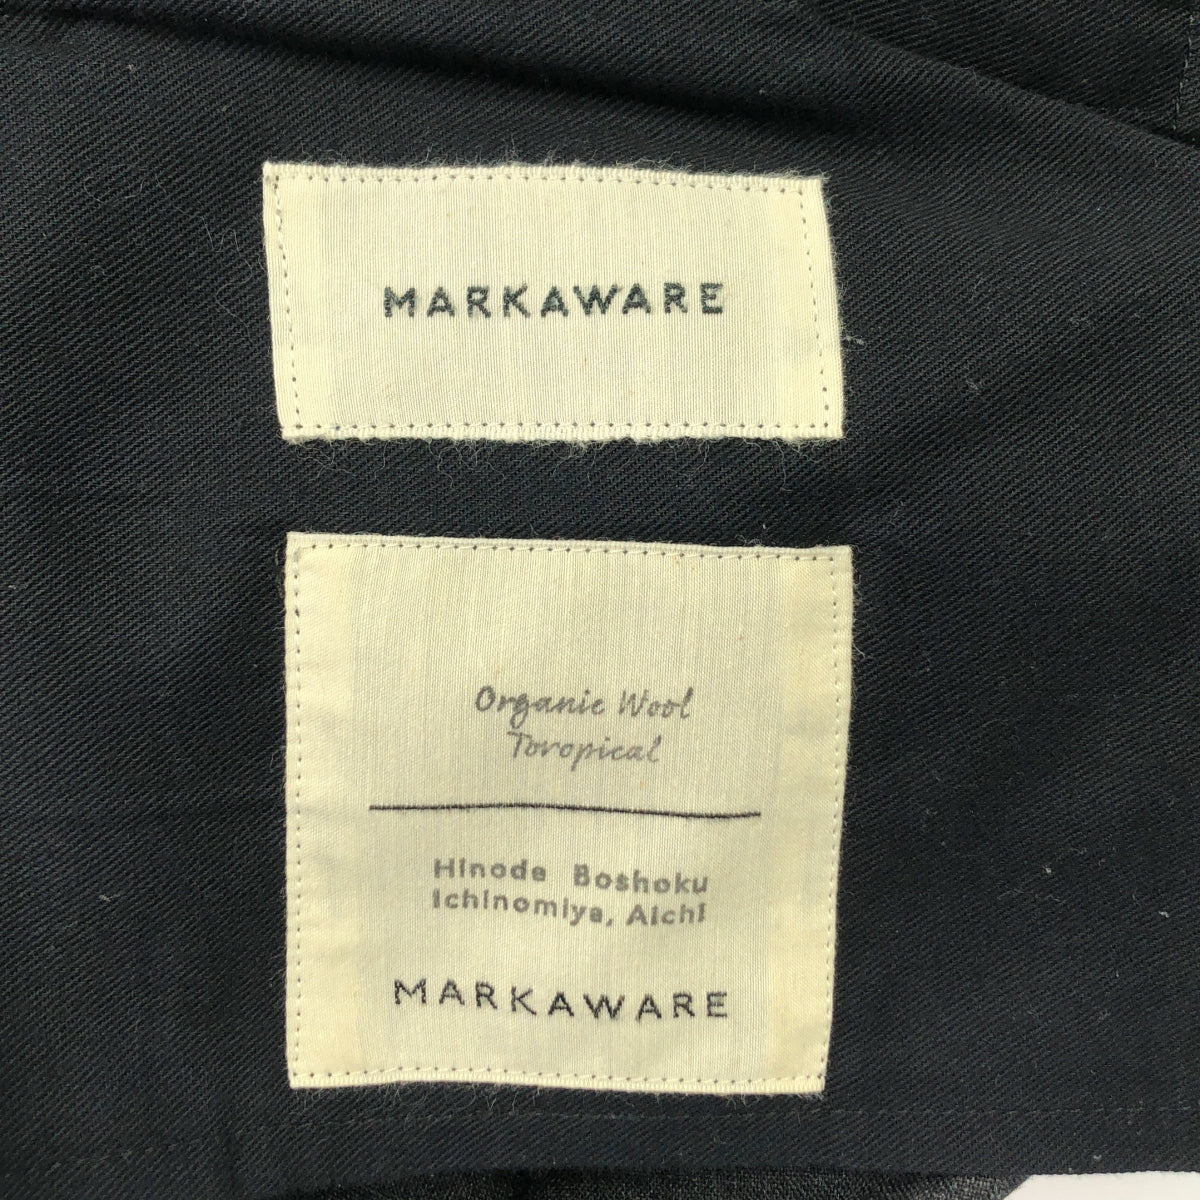 MARKAWARE
Organic Wool
Toropical
Hinode Boshoku
Ichinomiya, Aichi
MARKAWARE